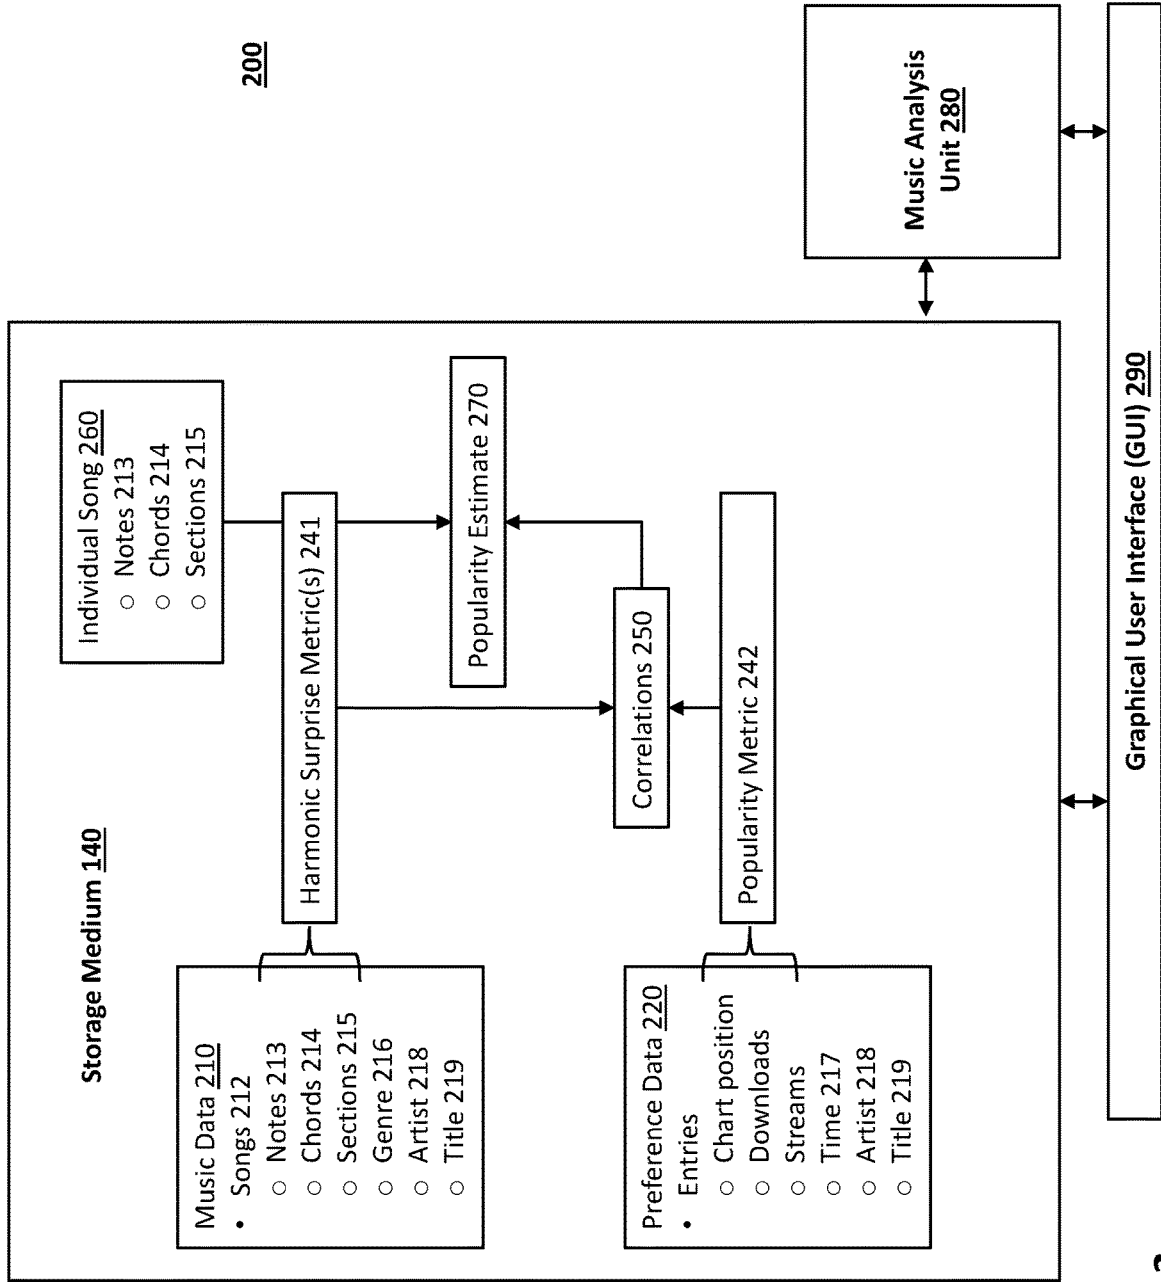 200
Storage Medium 140
Music Data 210
• Songs 212
○ Notes 213
○ Chords 214
○ Sections 215
○ Genre 216
○ Artist 218
○ Title 219
Harmonic Surprise Metric(s) 241
Individual Song 260
○ Notes 213
○ Chords 214
○ Sections 215
Popularity Estimate 270
Correlations 250
Preference Data 220
• Entries
○ Chart position
○ Downloads
○ Streams
○ Time 217
○ Artist 218
○ Title 219
Popularity Metric 242
Music Analysis
Unit 280
Graphical User Interface (GUI) 290